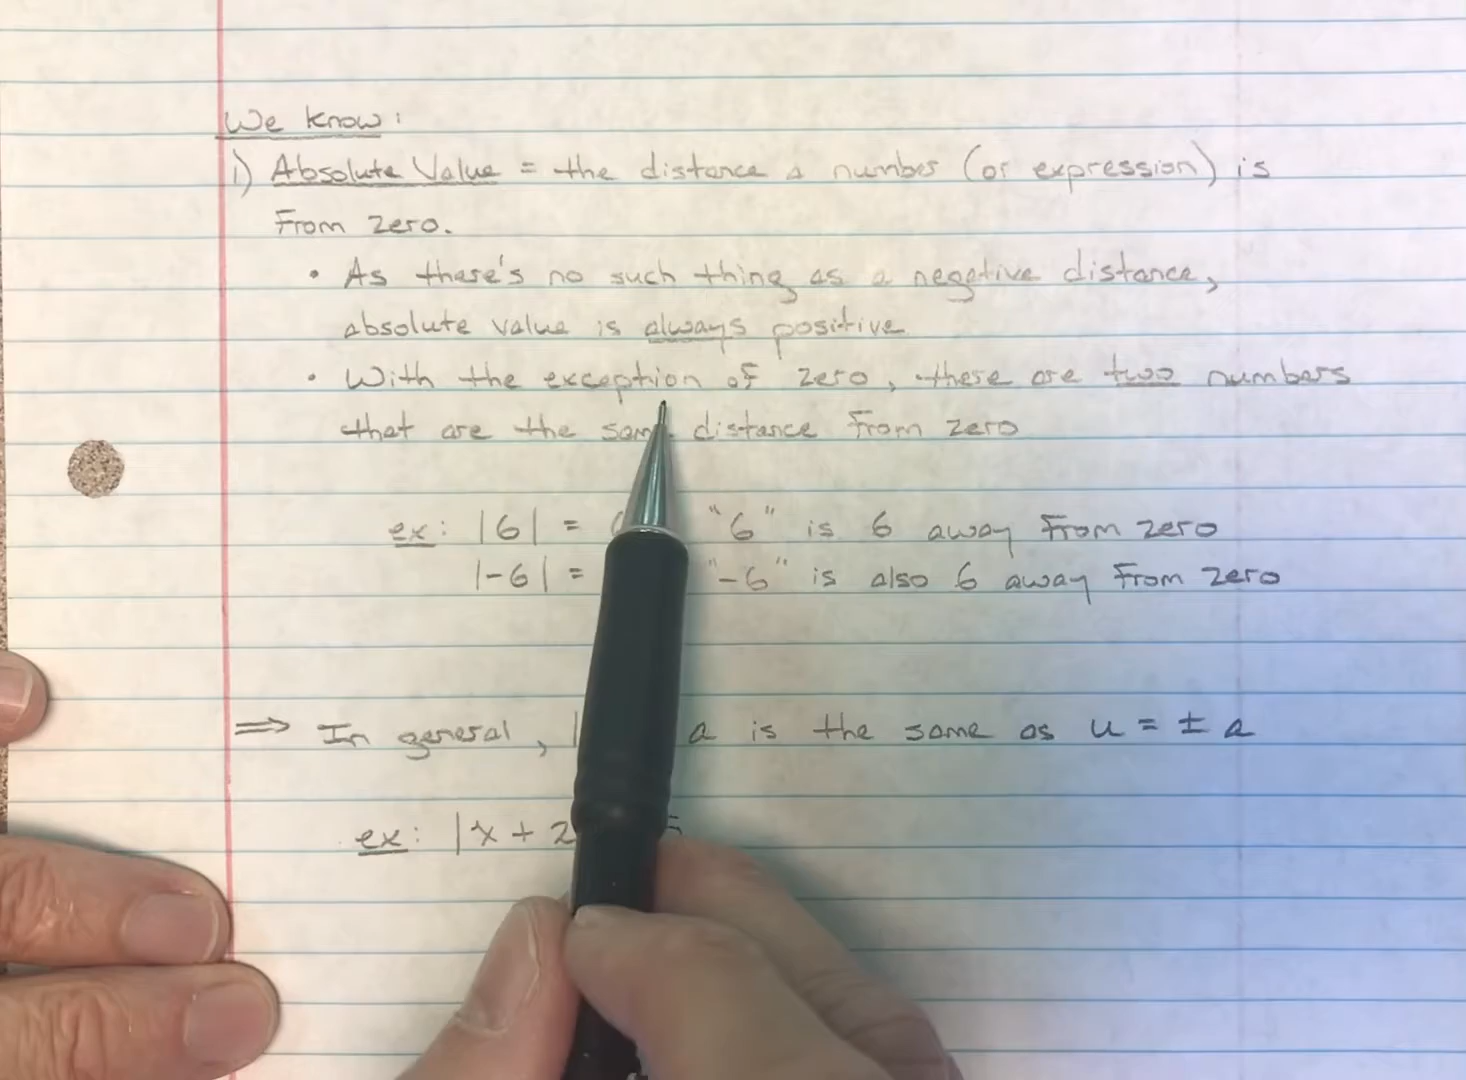 We know:
1) Absolute Value = the distance a number (or expression) is
from zero.
• As there's no such thing as a negative distance,
absolute value is always positive
• With the exception of zero, there are two numbers
that are the same distance from zero
ex: |6| = "6" is 6 away from zero
|-6| = "-6" is also 6 away from zero
⟹ In general, | a is the same as u = ± a
ex: |x + 2